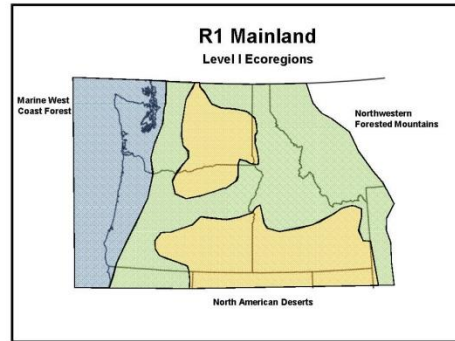 R1 Mainland
Level I Ecoregions
Marine West
Coast Forest
Northwestern
Forested Mountains
North American Deserts